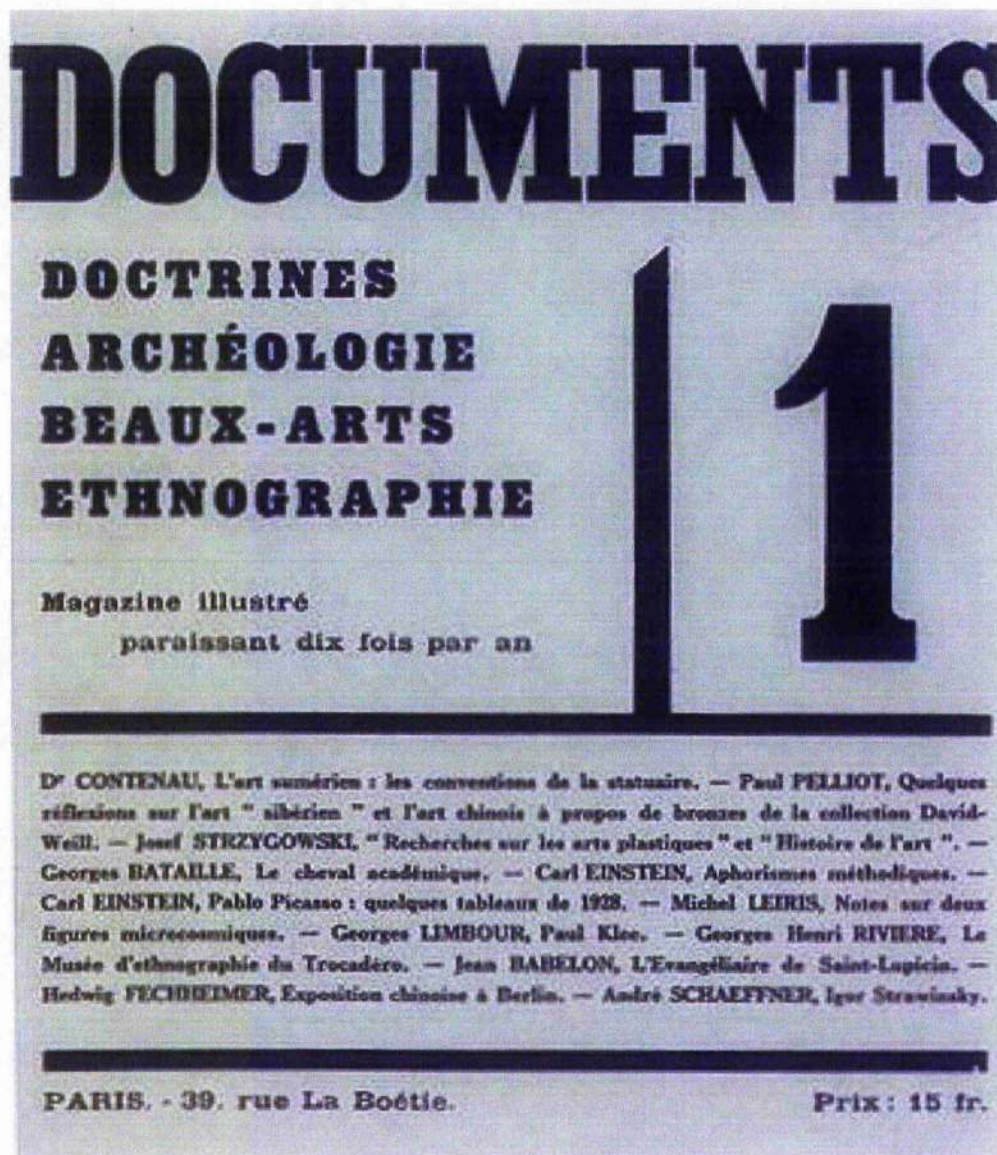 DOCUMENTS
DOCTRINES
ARCHÉOLOGIE
BEAUX-ARTS
ETHNOGRAPHIE
1
Magazine illustré
paraissant dix fois par an
Dr CONTENAU, L'art sumérien : les conventions de la statuaire. — Paul PELLIOT, Quelques
réflexions sur l'art " sibérien " et l'art chinois à propos de bronzes de la collection David-
Weill. — Josef STRZYGOWSKI, " Recherches sur les arts plastiques " et " Histoire de l'art ". —
Georges BATAILLE, Le cheval académique. — Carl EINSTEIN, Aphorismes méthodiques. —
Carl EINSTEIN, Pablo Picasso : quelques tableaux de 1928. — Michel LEIRIS, Notes sur deux
figures microcosmiques. — Georges LIMBOUR, Paul Klee. — Georges Henri RIVIERE, Le
Musée d'ethnographie du Trocadéro. — Jean BABELON, L'Evangéliaire de Saint-Lupicin. —
Hedwig FECHHEIMER, Exposition chinoise à Berlin. — André SCHAEFFNER, Igor Strawinsky.
PARIS. - 39, rue La Boétie.
Prix : 15 fr.